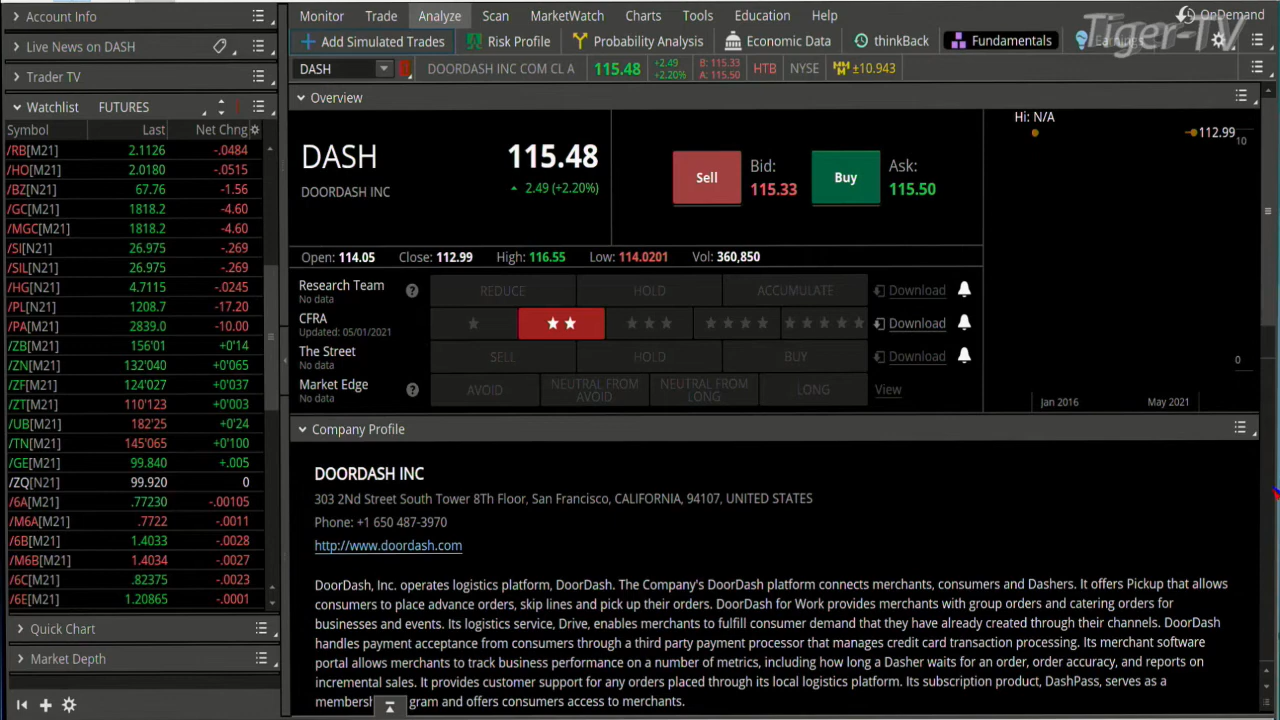 Account Info
Live News on DASH
Trader TV
Watchlist FUTURES
Symbol Last Net Chng
/RB[M21] 2.1126 -.0484
/HO[M21] 2.0180 -.0515
/BZ[N21] 67.76 -1.56
/GC[M21] 1818.2 -4.60
/MGC[M21] 1818.2 -4.60
/SI[N21] 26.975 -.269
/SIL[N21] 26.975 -.269
/HG[N21] 4.7115 -.0245
/PL[N21] 1208.7 -17.20
/PA[M21] 2839.0 -10.00
/ZB[M21] 156'01 +0'14
/ZN[M21] 132'040 +0'065
/ZF[M21] 124'027 +0'037
/ZT[M21] 110'123 +0'003
/UB[M21] 182'25 +0'24
/TN[M21] 145'065 +0'100
/GE[M21] 99.840 +.005
/ZQ[N21] 99.920 0
/6A[M21] .77230 -.00105
/M6A[M21] .7722 -.0011
/6B[M21] 1.4033 -.0028
/M6B[M21] 1.4034 -.0027
/6C[M21] .82375 -.0023
/6E[M21] 1.20865 -.0001
Quick Chart
Market Depth
Monitor Trade Analyze Scan MarketWatch Charts Tools Education Help
OnDemand
Tiger-TV
Add Simulated Trades Risk Profile Probability Analysis Economic Data thinkBack Fundamentals Earnings
DASH DOORDASH INC COM CL A 115.48 +2.49 +2.20% B: 115.33 A: 115.50 HTB NYSE ±10.943
Overview
DASH 115.48
DOORDASH INC 2.49 (+2.20%)
Sell Bid: 115.33 Buy Ask: 115.50
Open: 114.05 Close: 112.99 High: 116.55 Low: 114.0201 Vol: 360,850
Hi: N/A
112.99
10
0
Jan 2016 May 2021
Research Team No data REDUCE HOLD ACCUMULATE Download
CFRA Updated: 05/01/2021 Download
The Street No data SELL HOLD BUY Download
Market Edge No data AVOID NEUTRAL FROM AVOID NEUTRAL FROM LONG LONG View
Company Profile
DOORDASH INC
303 2Nd Street South Tower 8Th Floor, San Francisco, CALIFORNIA, 94107, UNITED STATES
Phone: +1 650 487-3970
http://www.doordash.com
DoorDash, Inc. operates logistics platform, DoorDash. The Company's DoorDash platform connects merchants, consumers and Dashers. It offers Pickup that allows
consumers to place advance orders, skip lines and pick up their orders. DoorDash for Work provides merchants with group orders and catering orders for
businesses and events. Its logistics service, Drive, enables merchants to fulfill consumer demand that they have already created through their channels. DoorDash
handles payment acceptance from consumers through a third party payment processor that manages credit card transaction processing. Its merchant software
portal allows merchants to track business performance on a number of metrics, including how long a Dasher waits for an order, order accuracy, and reports on
incremental sales. It provides customer support for any orders placed through its local logistics platform. Its subscription product, DashPass, serves as a
gram and offers consumers access to merchants.